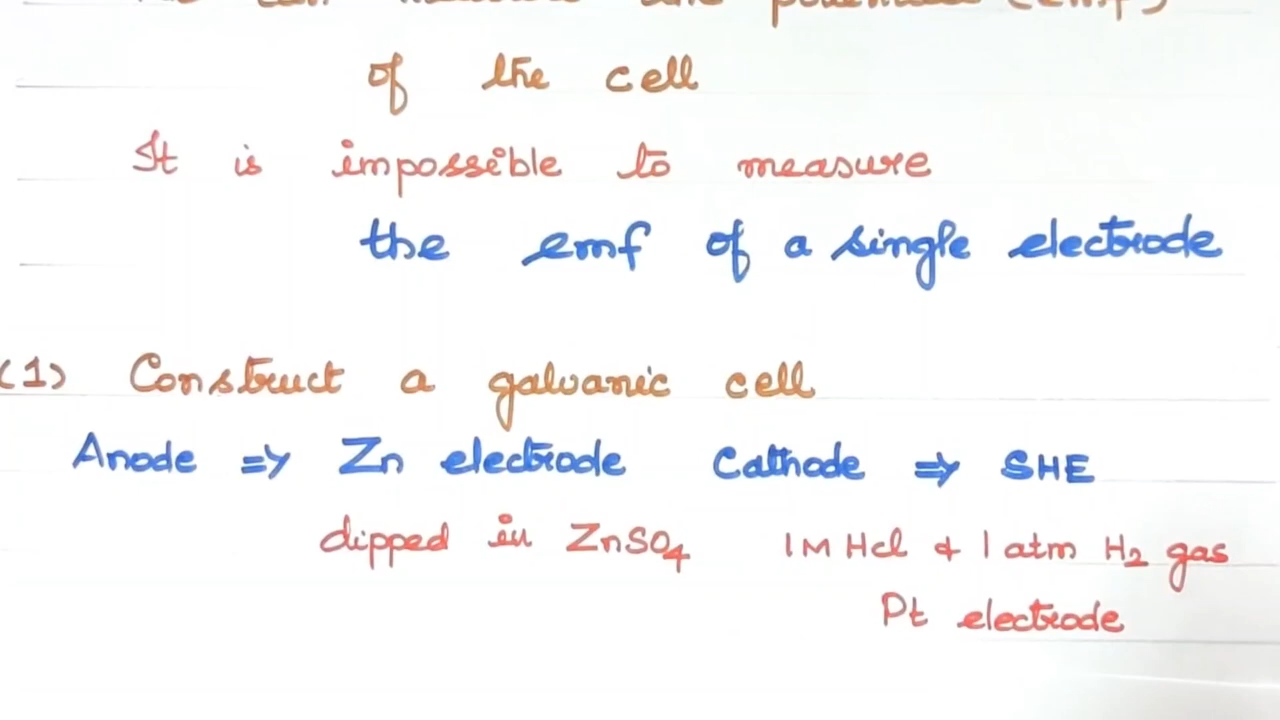 of the cell
It is impossible to measure
the emf of a single electrode
(1) Construct a galvanic cell
Anode => Zn electrode Cathode => SHE
dipped in ZnSO4 1M Hcl & 1 atm H2 gas
Pt electrode